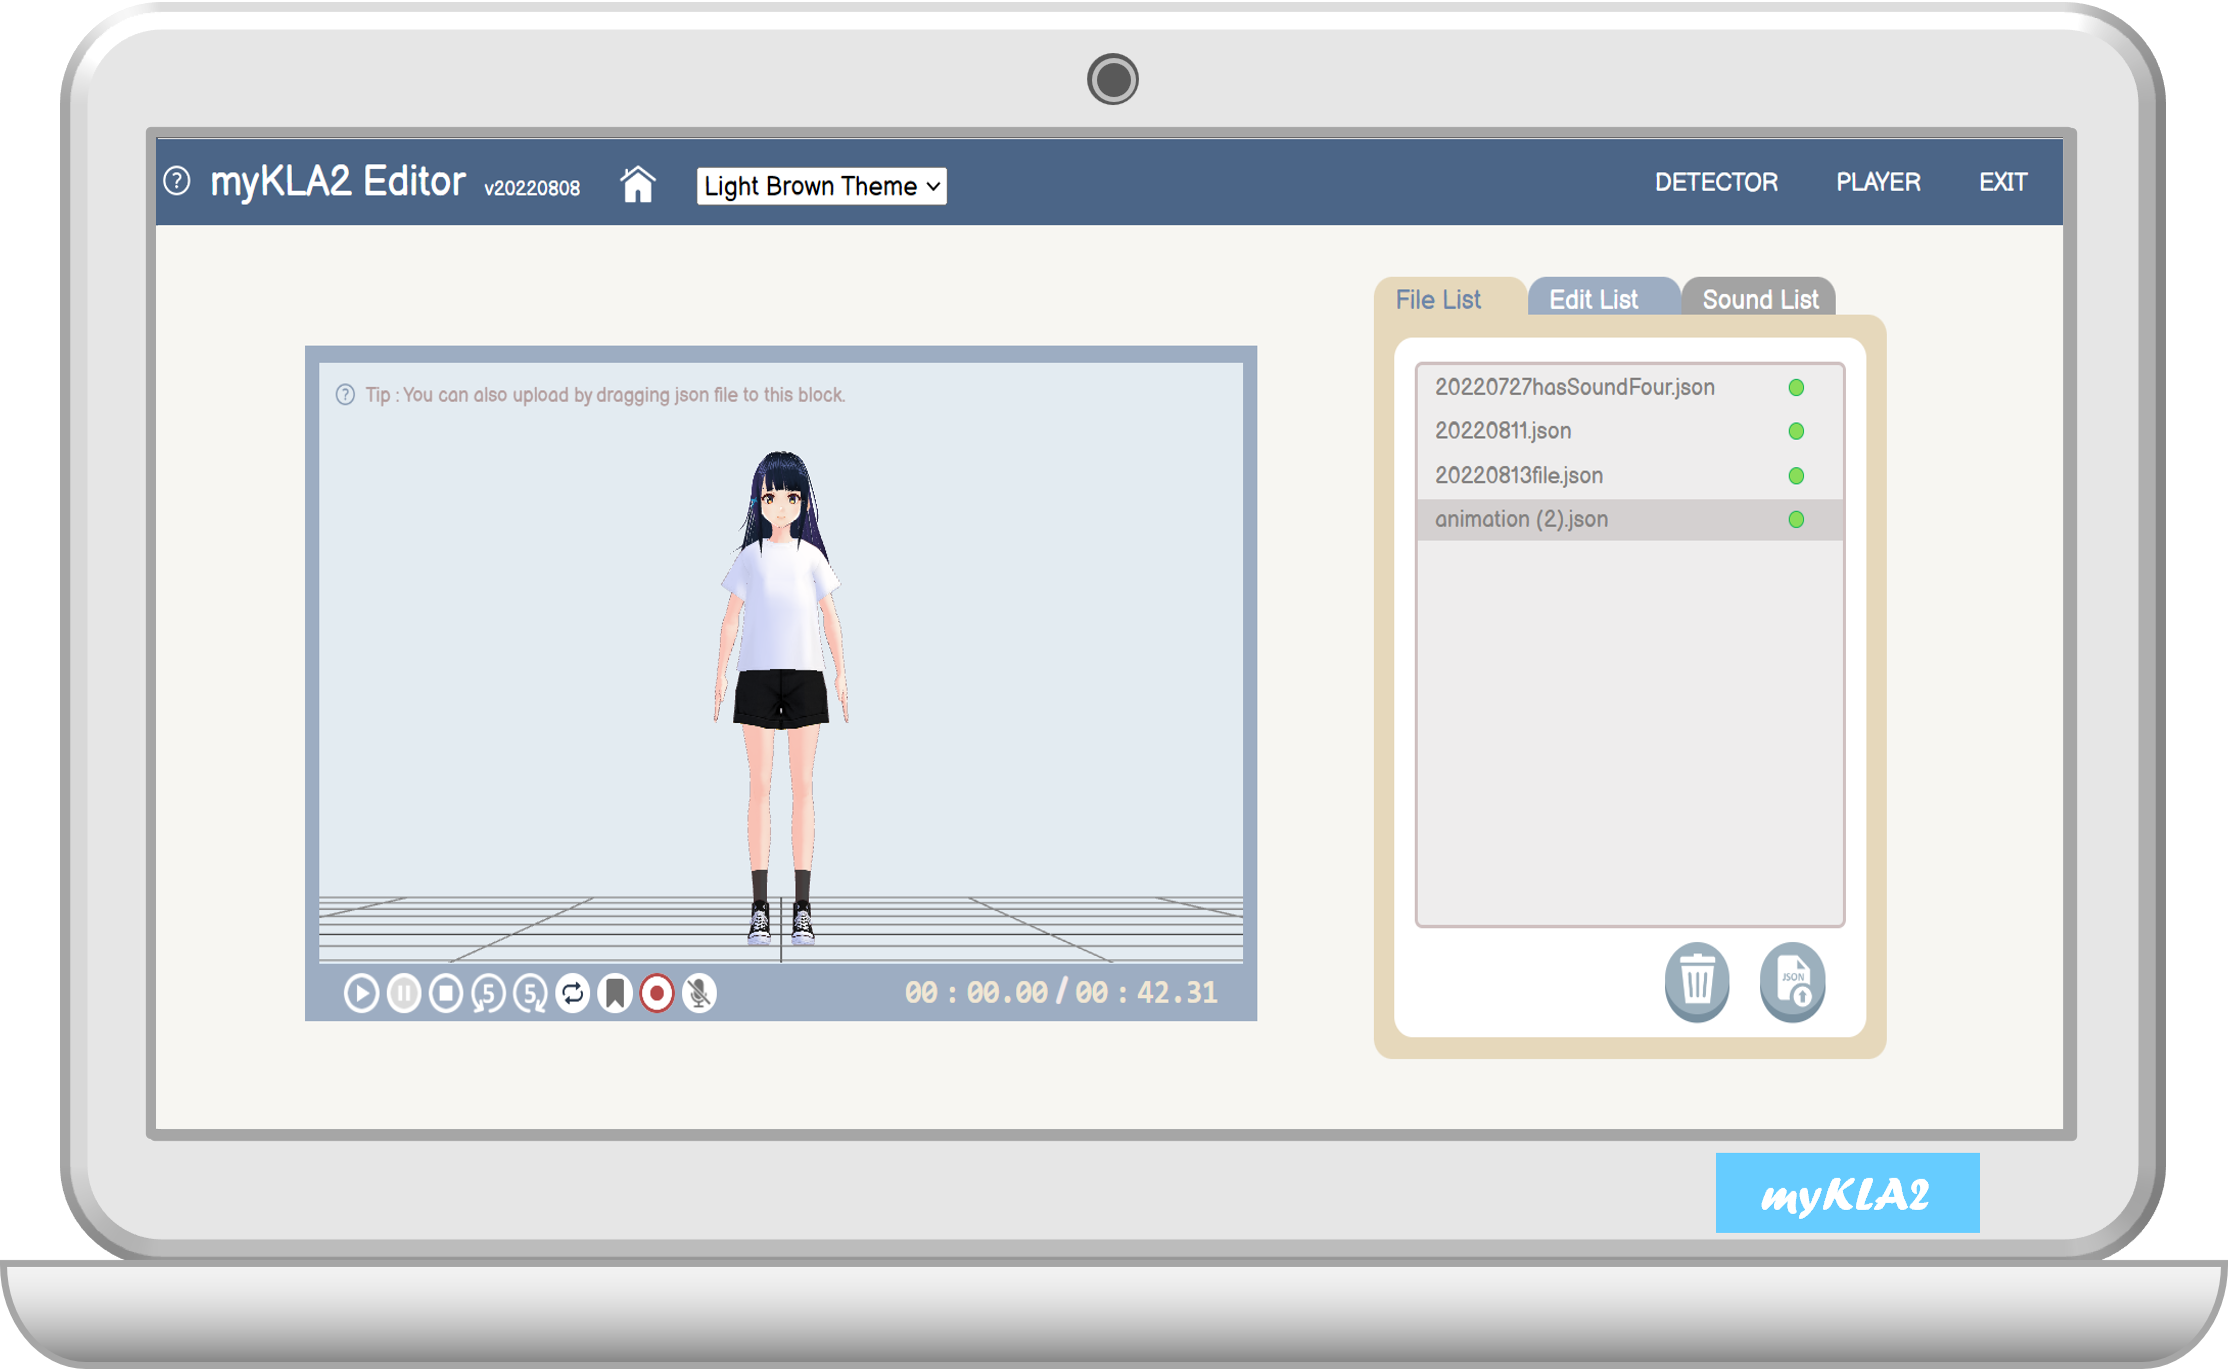 myKLA2 Editor v20220808 Light Brown Theme DETECTOR PLAYER EXIT
File List Edit List Sound List
? Tip : You can also upload by dragging json file to this block.
20220727hasSoundFour.json
20220811.json
20220813file.json
animation (2).json
5 5 00 : 00.00 / 00 : 42.31
JSON
myKLA2